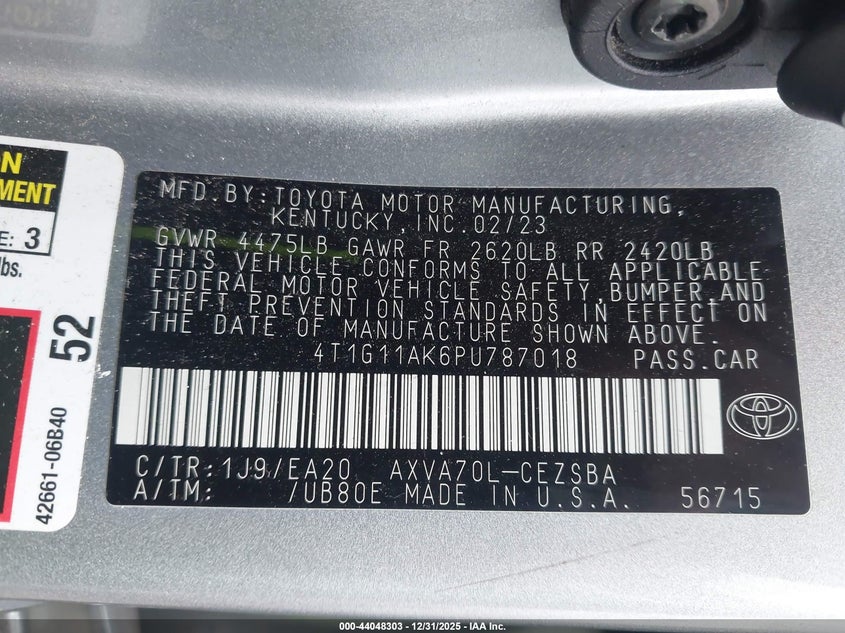 ON
MENT
E: 3
lbs.
52
42661-06B40
MFD.BY:TOYOTA MOTOR MANUFACTURING,
KENTUCKY,INC.02/23
GVWR 4475LB GAWR FR 2620LB RR 2420LB
THIS VEHICLE CONFORMS TO ALL APPLICABLE
FEDERAL MOTOR VEHICLE SAFETY,BUMPER,AND
THEFT PREVENTION STANDARDS IN EFFECT ON
THE DATE OF MANUFACTURE SHOWN ABOVE.
4T1G11AK6PU787018 PASS.CAR
C/TR:1J9/EA20 AXVA70L-CEZSBA
A/TM: /UB80E MADE IN U.S.A. 56715
000-44048303 - 12/31/2025 - IAA Inc.